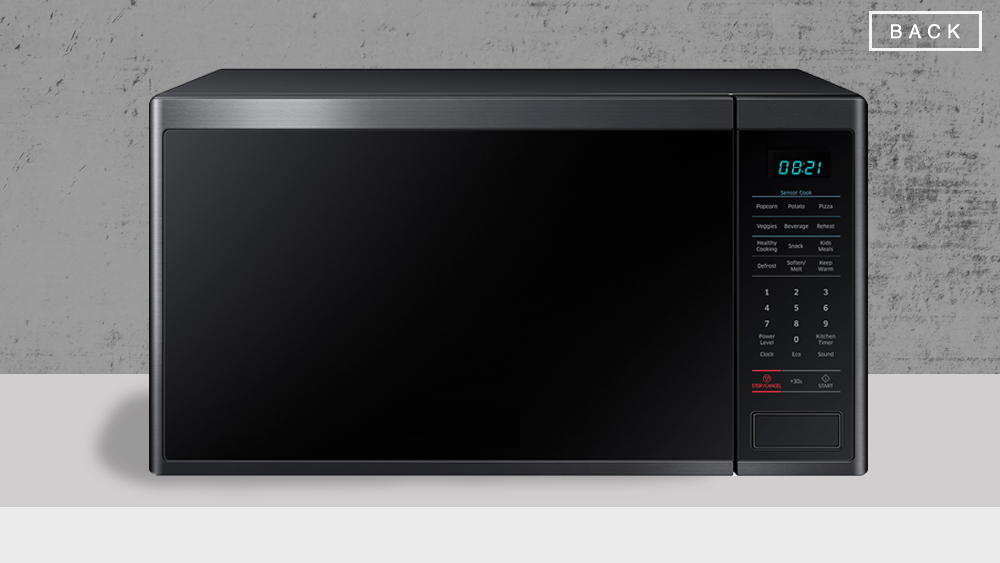 BACK
08:21
Sensor Cook
Popcorn Potato Pizza
Veggies Beverage Reheat
Healthy Cooking Snack Kids Meals
Defrost Soften/ Melt Keep Warm
1 2 3
4 5 6
7 8 9
Power Level 0 Kitchen Timer
Clock Eco Sound
STOP/CANCEL +30s START